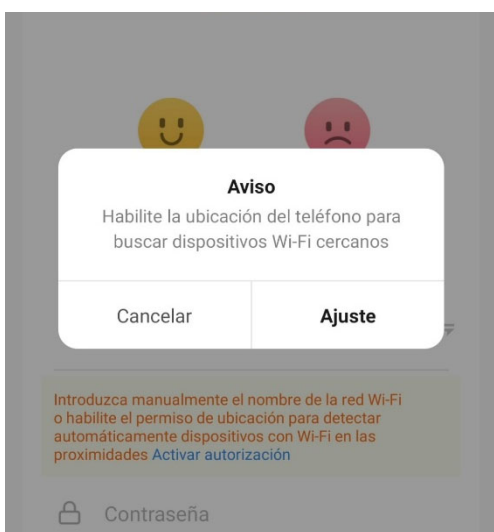 Aviso
Habilite la ubicación del teléfono para
buscar dispositivos Wi-Fi cercanos
Cancelar
Ajuste
Introduzca manualmente el nombre de la red Wi-Fi
o habilite el permiso de ubicación para detectar
automáticamente dispositivos con Wi-Fi en las
proximidades Activar autorización
Contraseña